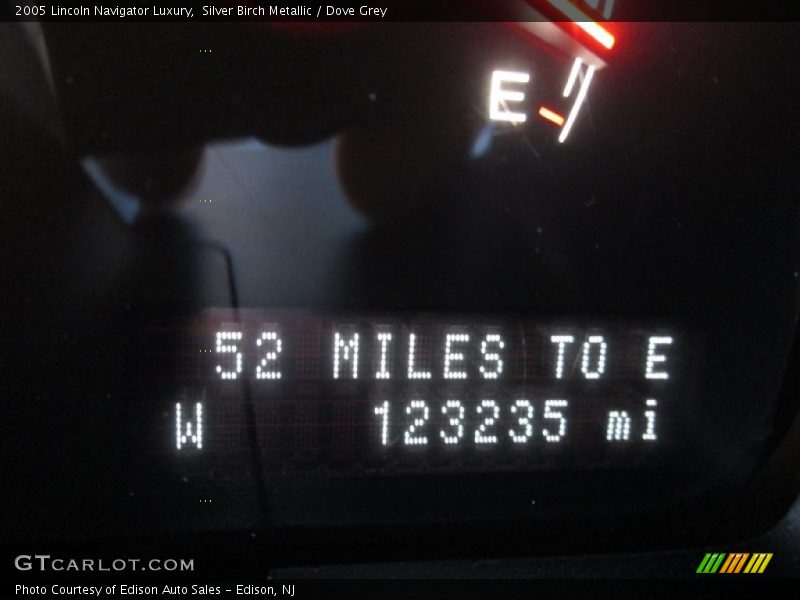 2005 Lincoln Navigator Luxury,  Silver Birch Metallic / Dove Grey
E
52 MILES TO E
W 123235 mi
GTCARLOT.COM
Photo Courtesy of Edison Auto Sales - Edison, NJ